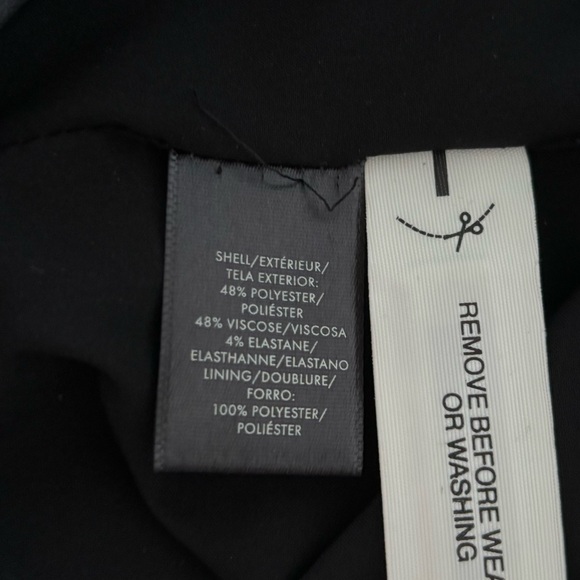 SHELL/EXTÉRIEUR/
TELA EXTERIOR:
48% POLYESTER/
POLIÉSTER
48% VISCOSE/VISCOSA
4% ELASTANE/
ELASTHANNE/ELASTANO
LINING/DOUBLURE/
FORRO:
100% POLYESTER/
POLIÉSTER
REMOVE BEFORE WEA
OR WASHING